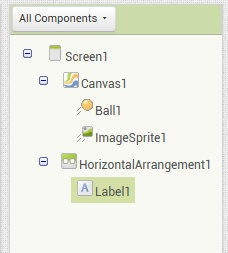 All Components
Screen1
Canvas1
Ball1
ImageSprite1
HorizontalArrangement1
A Label1